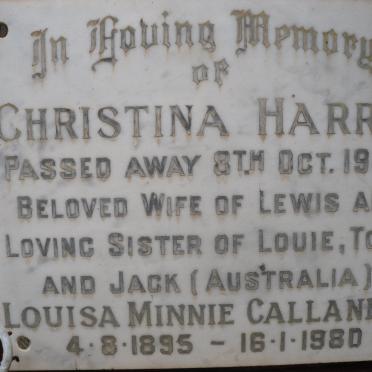 In Loving Memory
of
CHRISTINA HARR
PASSED AWAY 8TH OCT. 19
BELOVED WIFE OF LEWIS A
LOVING SISTER OF LOUIE, TO
AND JACK (AUSTRALIA)
LOUISA MINNIE CALLAN
4·8·1895 – 16·1·1980